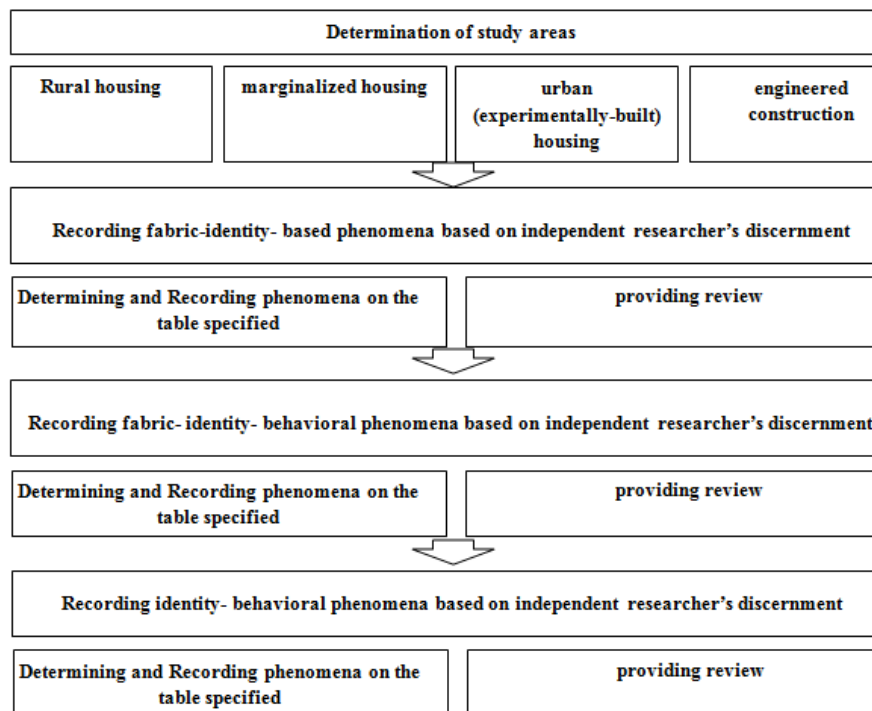 Determination of study areas
Rural housing
marginalized housing
urban
(experimentally-built)
housing
engineered
construction
Recording fabric-identity- based phenomena based on independent researcher's discernment
Determining and Recording phenomena on the
table specified
providing review
Recording fabric- identity- behavioral phenomena based on independent researcher's discernment
Determining and Recording phenomena on the
table specified
providing review
Recording identity- behavioral phenomena based on independent researcher's discernment
Determining and Recording phenomena on the
table specified
providing review